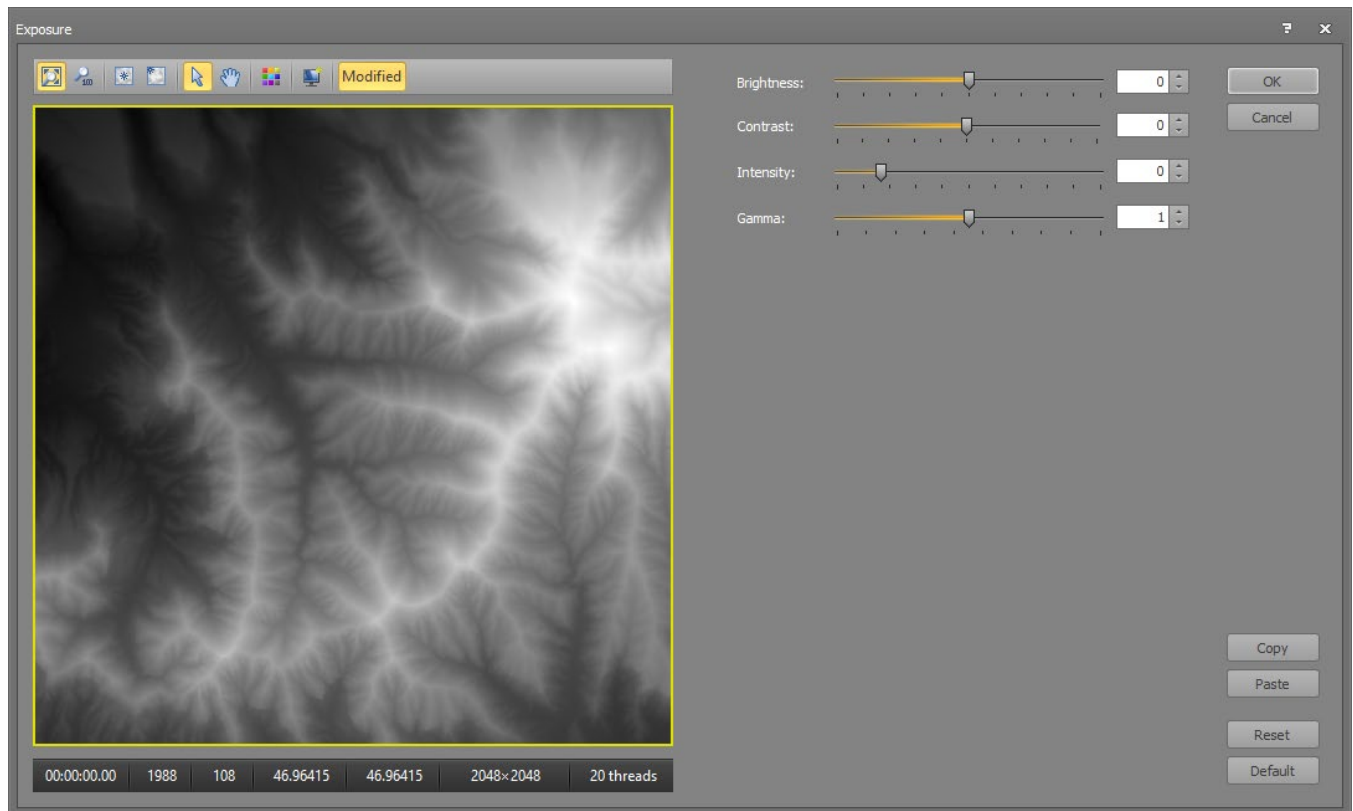 Exposure
100
Modified
Brightness: 0
OK
Contrast: 0
Cancel
Intensity: 0
Gamma: 1
Copy
Paste
Reset
Default
00:00:00.00 1988 108 46.96415 46.96415 2048×2048 20 threads